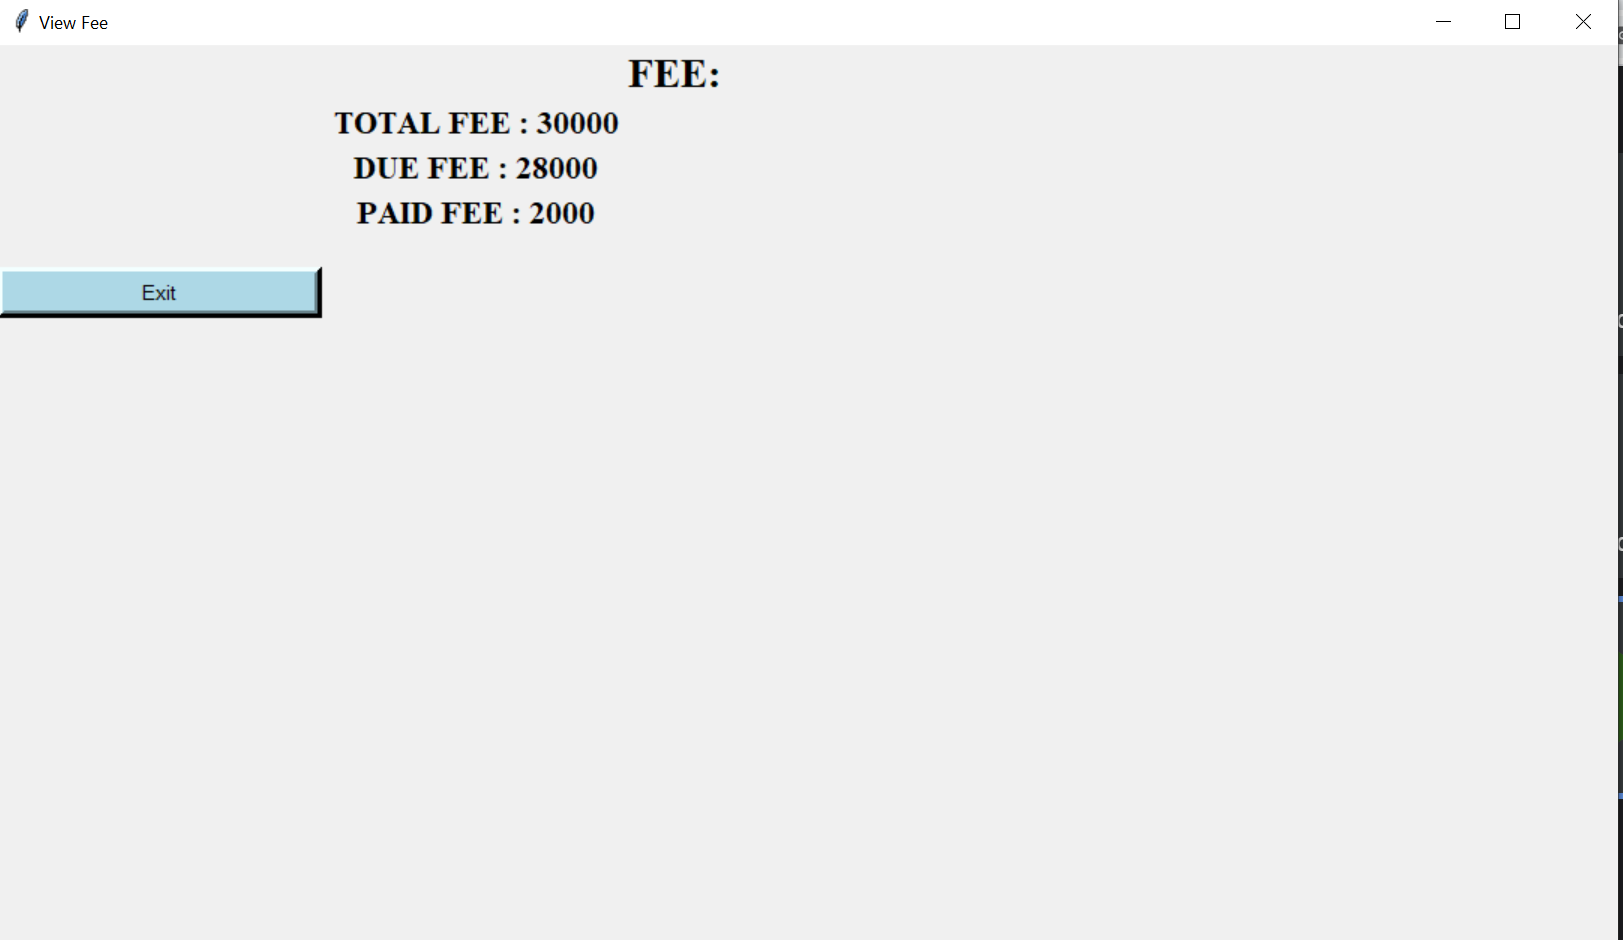 View Fee
FEE:
TOTAL FEE : 30000
DUE FEE : 28000
PAID FEE : 2000
Exit